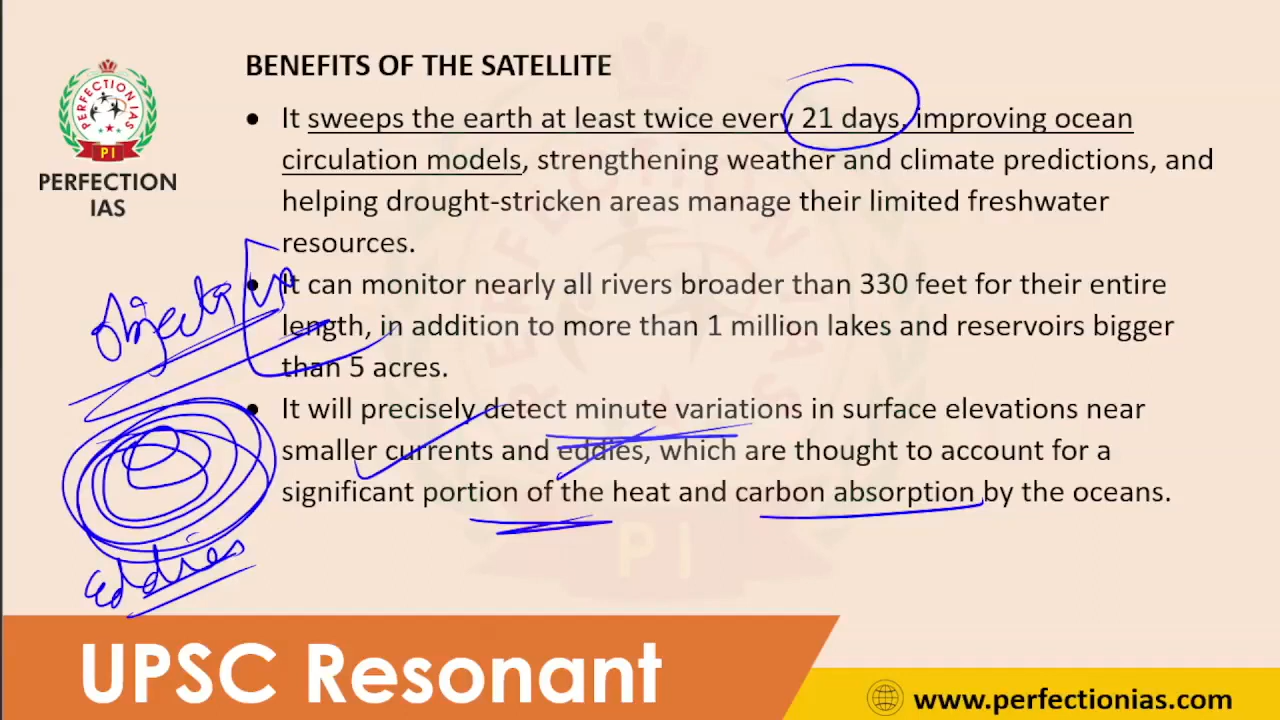 BENEFITS OF THE SATELLITE
• It sweeps the earth at least twice every 21 days, improving ocean
circulation models, strengthening weather and climate predictions, and
helping drought-stricken areas manage their limited freshwater
resources.
• It can monitor nearly all rivers broader than 330 feet for their entire
length, in addition to more than 1 million lakes and reservoirs bigger
than 5 acres.
• It will precisely detect minute variations in surface elevations near
smaller currents and eddies, which are thought to account for a
significant portion of the heat and carbon absorption by the oceans.
PERFECTION IAS
PI
PERFECTION
IAS
Eddies
PERFECTION IAS
PI
UPSC Resonant
www.perfectionias.com